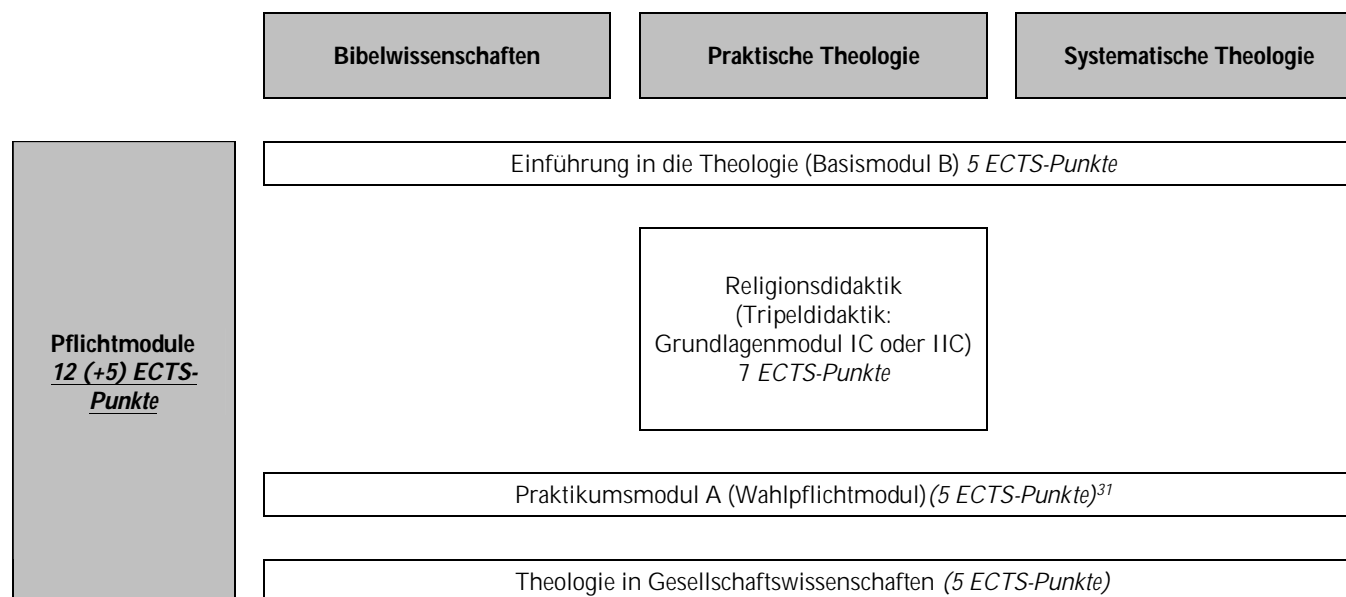 Bibelwissenschaften
Praktische Theologie
Systematische Theologie
Pflichtmodule
12 (+5) ECTS-
Punkte
Einführung in die Theologie (Basismodul B) 5 ECTS-Punkte
Religionsdidaktik
(Tripeldidaktik:
Grundlagenmodul IC oder IIC)
7 ECTS-Punkte
Praktikumsmodul A (Wahlpflichtmodul) (5 ECTS-Punkte)³¹
Theologie in Gesellschaftswissenschaften (5 ECTS-Punkte)